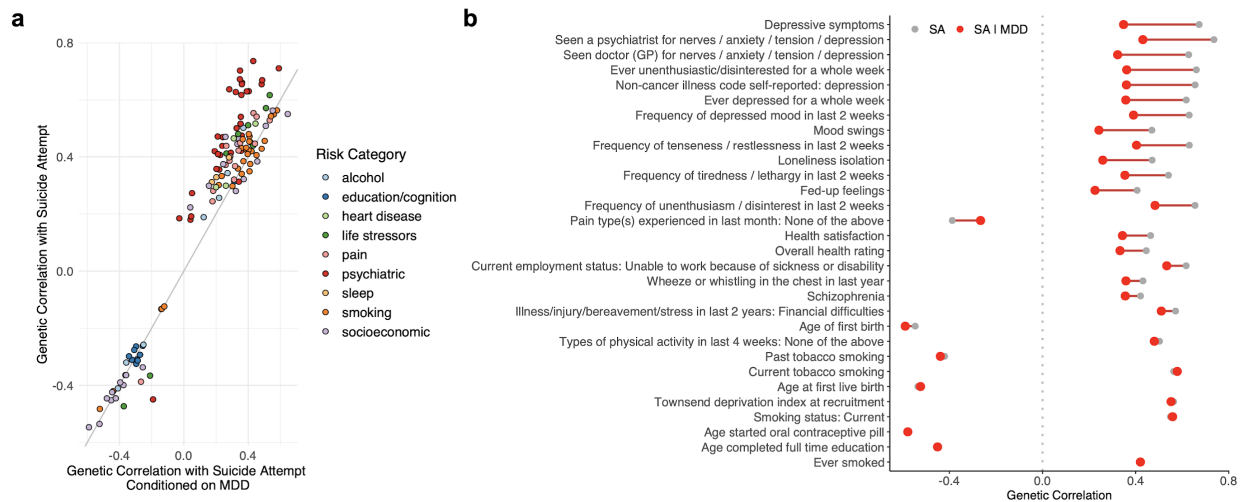 a
0.8
0.4
0.0
-0.4
-0.4
0.0
0.4
Genetic Correlation with Suicide Attempt
Genetic Correlation with Suicide Attempt
Conditioned on MDD
Risk Category
alcohol
education/cognition
heart disease
life stressors
pain
psychiatric
sleep
smoking
socioeconomic
b
SA
SA | MDD
Depressive symptoms
Seen a psychiatrist for nerves / anxiety / tension / depression
Seen doctor (GP) for nerves / anxiety / tension / depression
Ever unenthusiastic/disinterested for a whole week
Non-cancer illness code self-reported: depression
Ever depressed for a whole week
Frequency of depressed mood in last 2 weeks
Mood swings
Frequency of tenseness / restlessness in last 2 weeks
Loneliness isolation
Frequency of tiredness / lethargy in last 2 weeks
Fed-up feelings
Frequency of unenthusiasm / disinterest in last 2 weeks
Pain type(s) experienced in last month: None of the above
Health satisfaction
Overall health rating
Current employment status: Unable to work because of sickness or disability
Wheeze or whistling in the chest in last year
Schizophrenia
Illness/injury/bereavement/stress in last 2 years: Financial difficulties
Age of first birth
Types of physical activity in last 4 weeks: None of the above
Past tobacco smoking
Current tobacco smoking
Age at first live birth
Townsend deprivation index at recruitment
Smoking status: Current
Age started oral contraceptive pill
Age completed full time education
Ever smoked
-0.4
0.0
0.4
0.8
Genetic Correlation